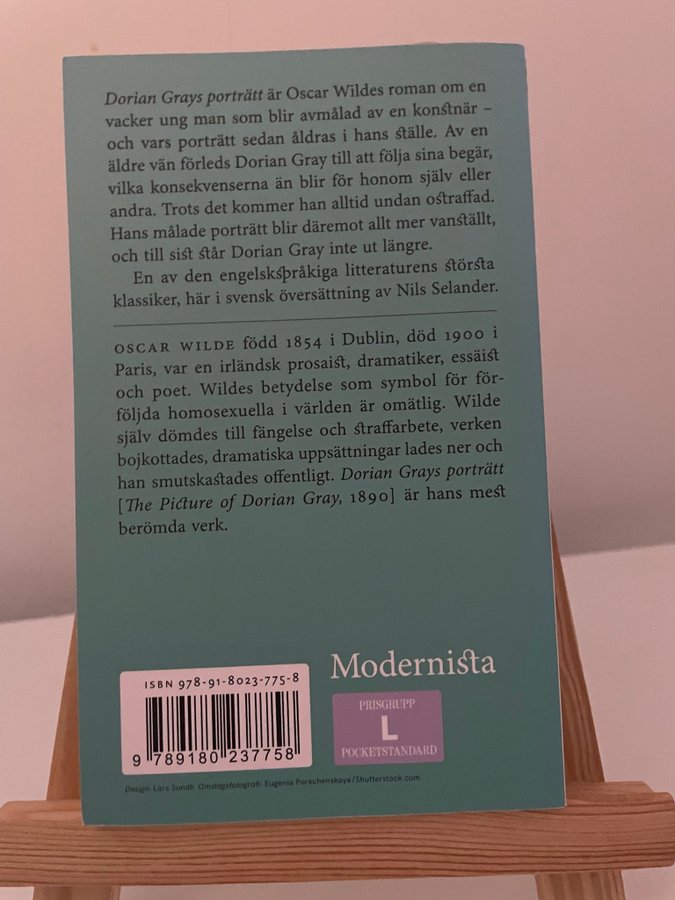 Dorian Grays porträtt är Oscar Wildes roman om en
vacker ung man som blir avmålad av en konstnär –
och vars porträtt sedan åldras i hans ställe. Av en
äldre vän förleds Dorian Gray till att följa sina begär,
vilka konsekvenserna än blir för honom själv eller
andra. Trots det kommer han alltid undan ostraffad.
Hans målade porträtt blir däremot allt mer vanställt,
och till sist står Dorian Gray inte ut längre.
En av den engelskspråkiga litteraturens största
klassiker, här i svensk översättning av Nils Selander.
OSCAR WILDE född 1854 i Dublin, död 1900 i
Paris, var en irländsk prosaist, dramatiker, essäist
och poet. Wildes betydelse som symbol för för-
följda homosexuella i världen är omätlig. Wilde
själv dömdes till fängelse och straffarbete, verken
bojkottades, dramatiska uppsättningar lades ner och
han smutskastades offentligt. Dorian Grays porträtt
[The Picture of Dorian Gray, 1890] är hans mest
berömda verk.
Modernista
ISBN 978-91-8023-775-8
9 789180 237758
PRISGRUPP
L
POCKETSTANDARD
Design: Lars Sundh Omslagsfotografi: Eugenia Porechenskaya/Shutterstock.com